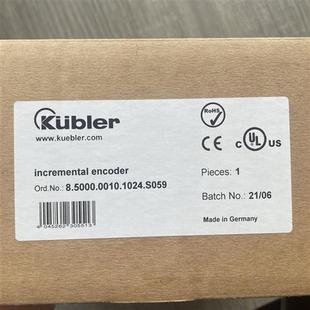 Kübler
www.kuebler.com
RoHS
CE
c UL US
incremental encoder
Ord.No.: 8.5000.0010.1024.S059
Pieces: 1
Batch No.: 21/06
Made in Germany